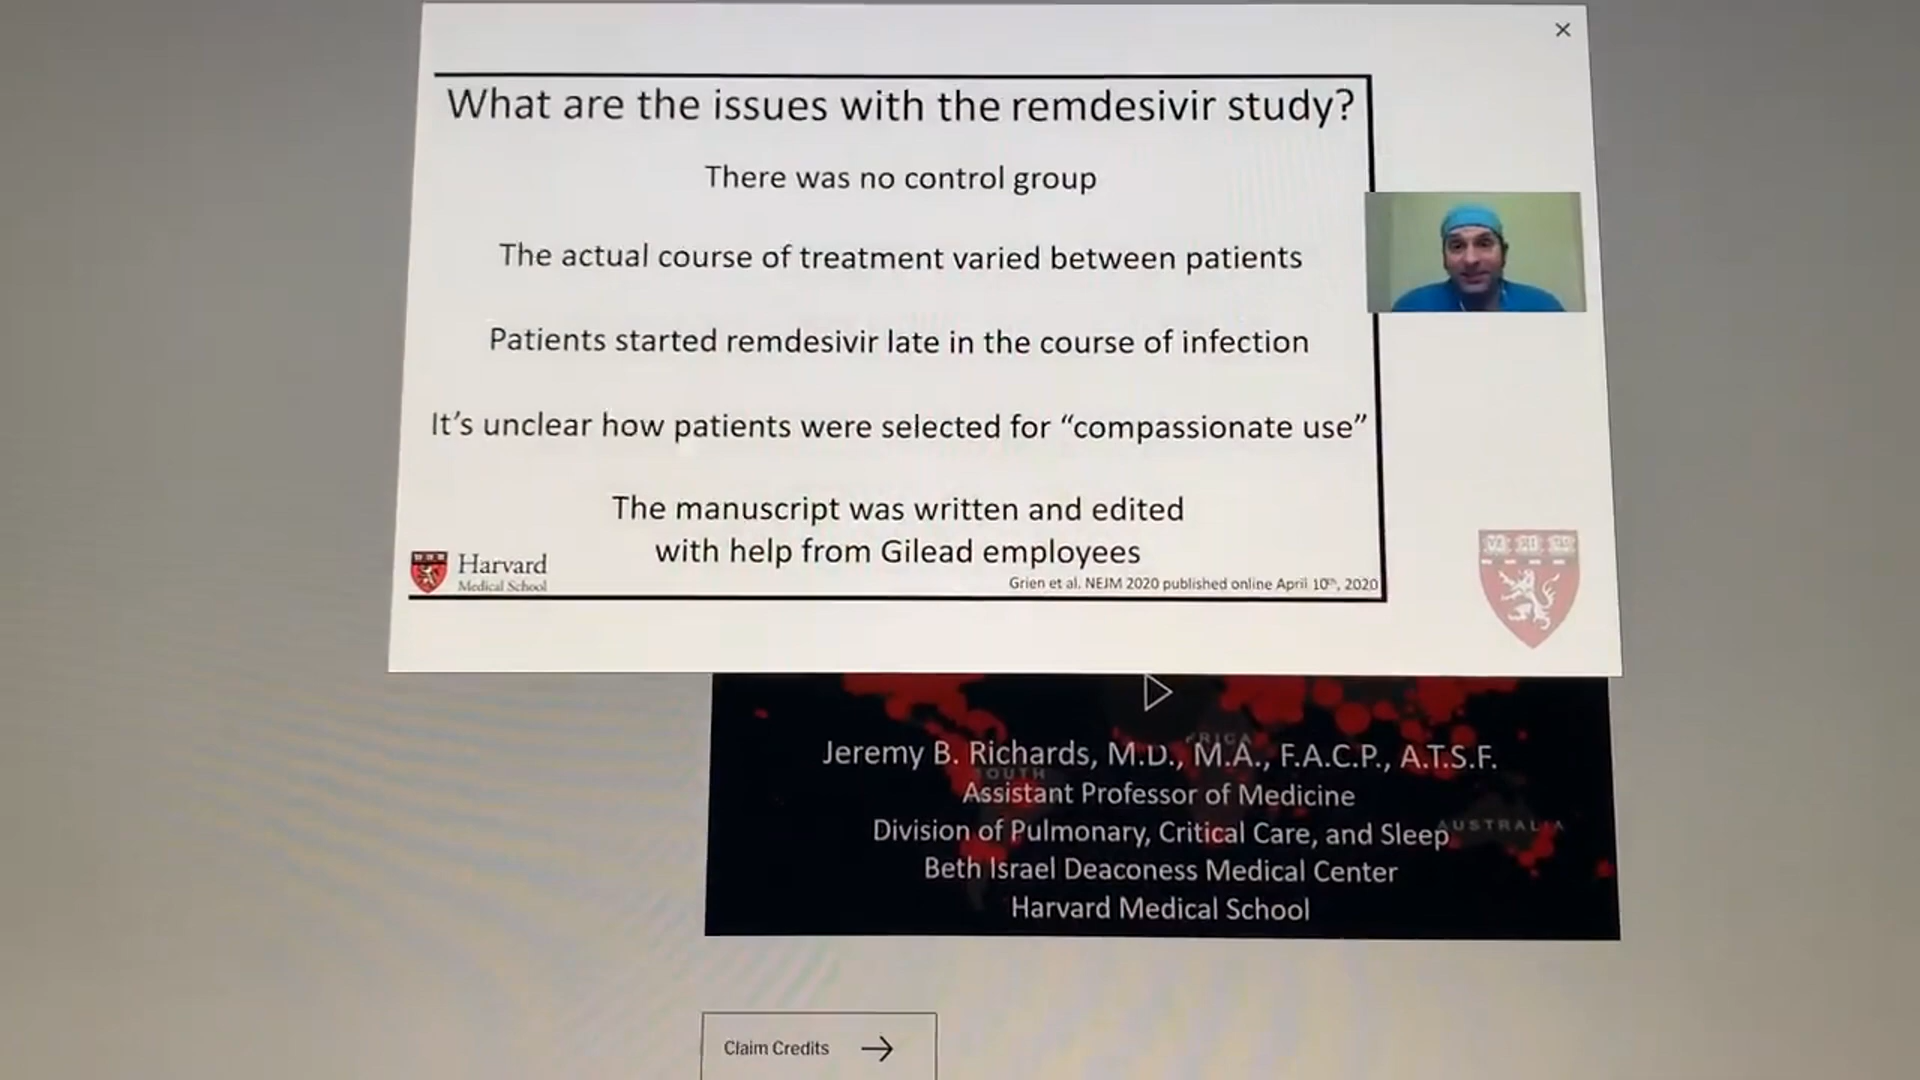 What are the issues with the remdesivir study?
There was no control group
The actual course of treatment varied between patients
Patients started remdesivir late in the course of infection
It's unclear how patients were selected for “compassionate use”
The manuscript was written and edited
with help from Gilead employees
Harvard
Medical School
Grien et al. NEJM 2020 published online April 10th, 2020
Jeremy B. Richards, M.D., M.A., F.A.C.P., A.T.S.F.
Assistant Professor of Medicine
Division of Pulmonary, Critical Care, and Sleep
AUSTRALIA
Beth Israel Deaconess Medical Center
Harvard Medical School
Claim Credits